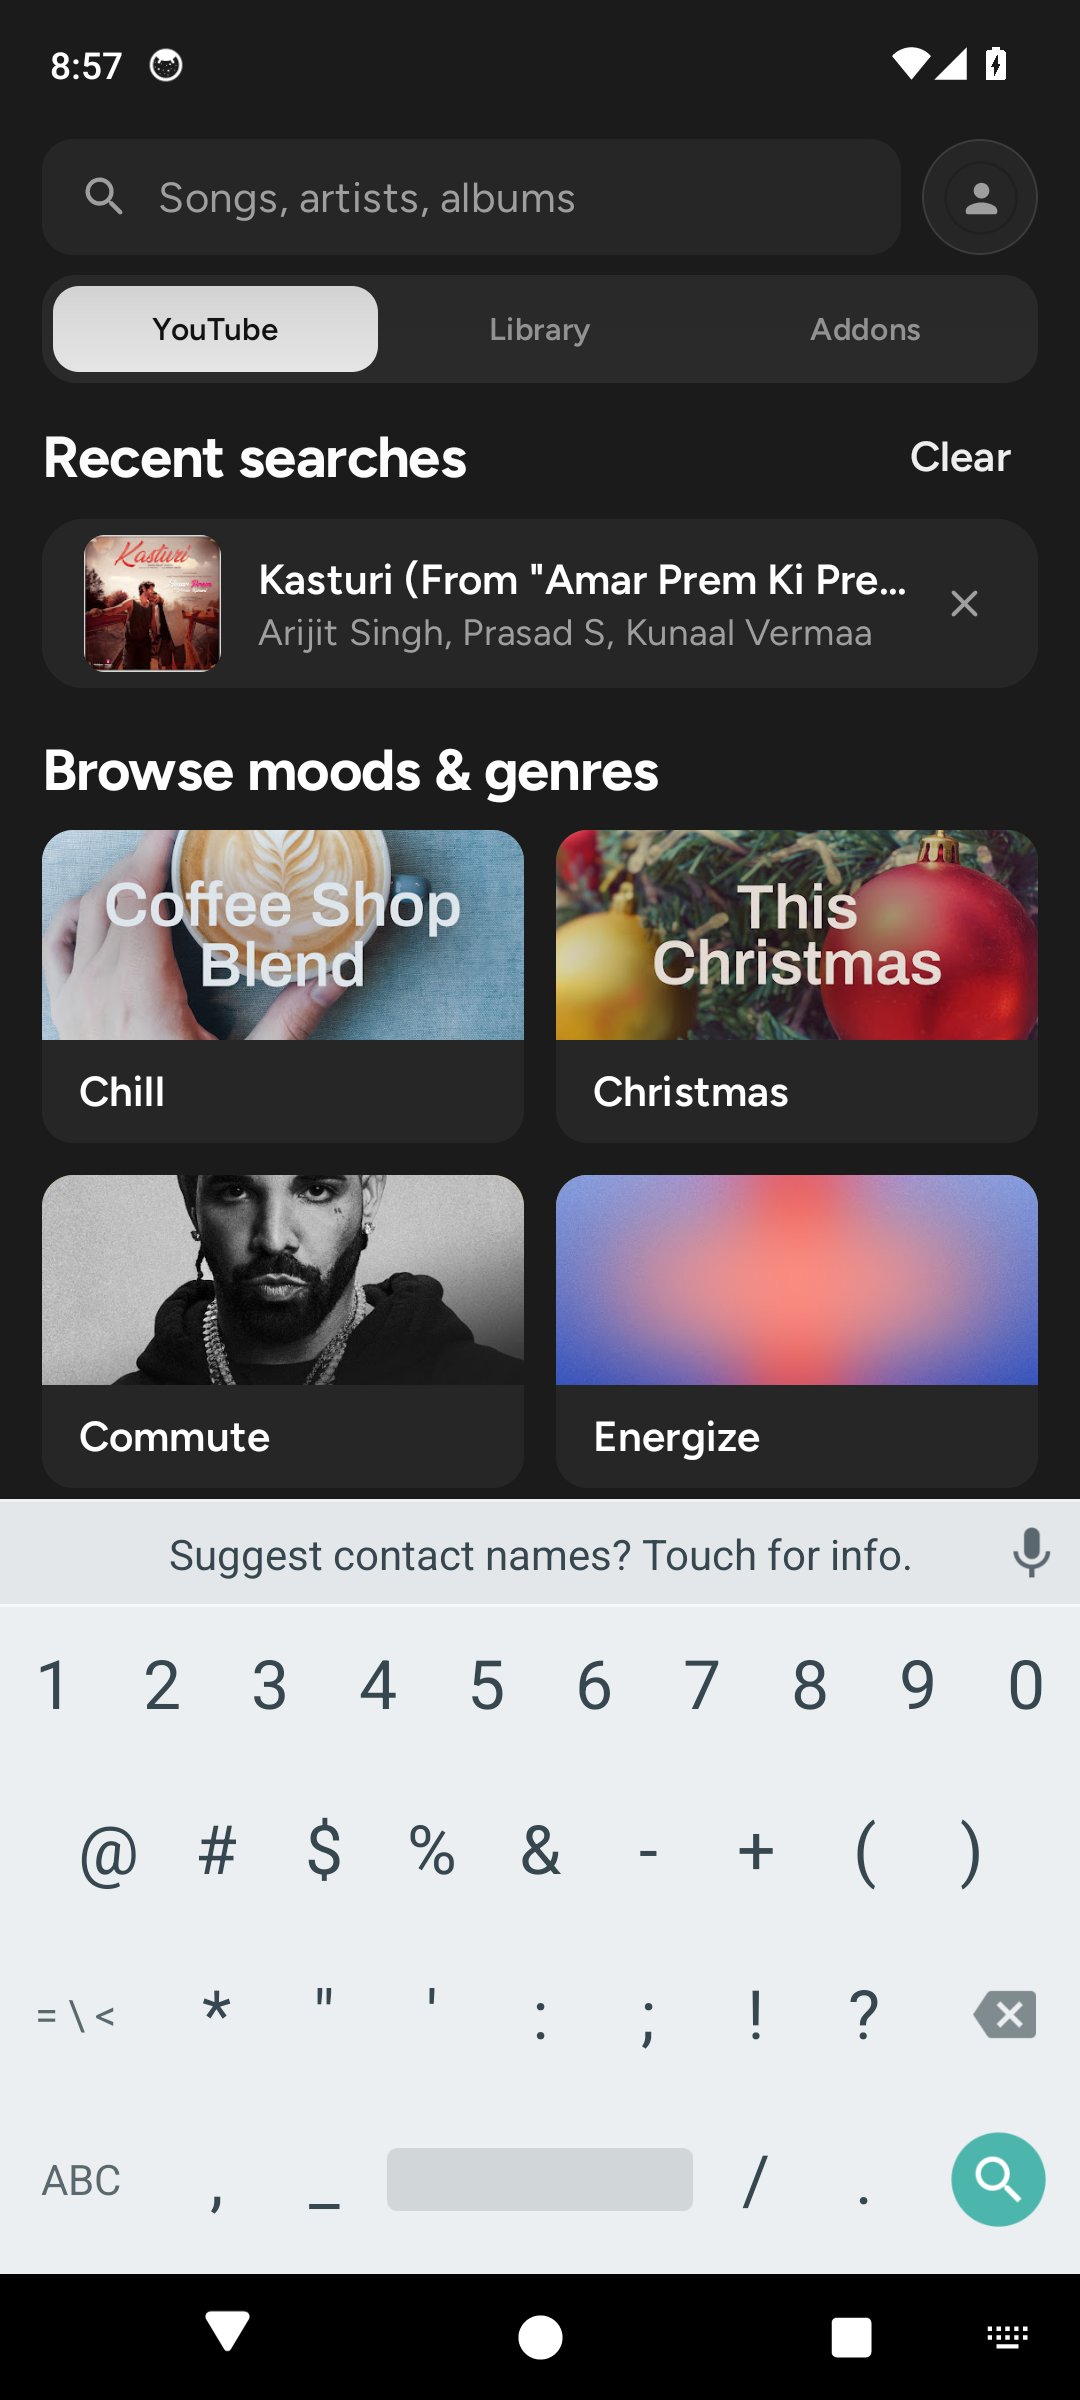 8:57
Songs, artists, albums
YouTube Library Addons
Recent searches Clear
Kasturi
Kasturi (From "Amar Prem Ki Pre...
Arijit Singh, Prasad S, Kunaal Vermaa
Browse moods & genres
Coffee Shop
Blend
Chill
This
Christmas
Christmas
Commute
Energize
Suggest contact names? Touch for info.
1 2 3 4 5 6 7 8 9 0
@ # $ % & - + ( )
= \ < * " ' : ; ! ?
ABC , _ / .